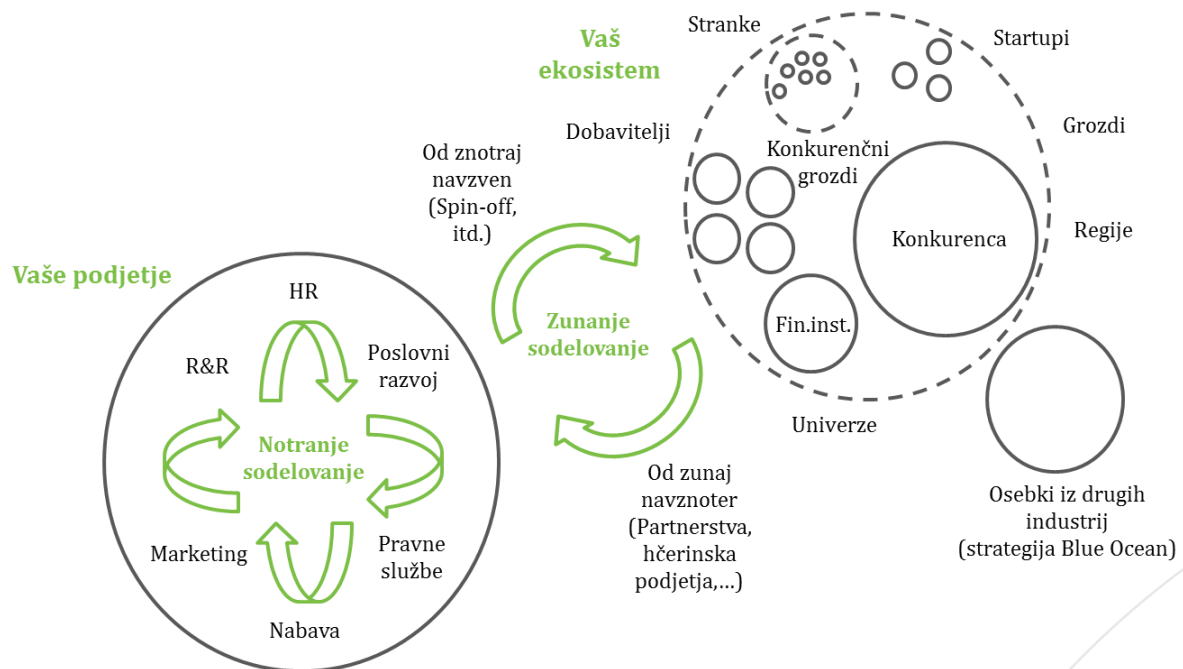 Vaš
ekosistem
Stranke
Startupi
Dobavitelji
Grozdi
Konkurenčni
grozdi
Konkurenca
Regije
Fin.inst.
Univerze
Osebki iz drugih
industrij
(strategija Blue Ocean)
Od znotraj
navzven
(Spin-off,
itd.)
Zunanje
sodelovanje
Od zunaj
navznoter
(Partnerstva,
hčerinska
podjetja,...)
Vaše podjetje
HR
R&R
Poslovni
razvoj
Notranje
sodelovanje
Marketing
Pravne
službe
Nabava